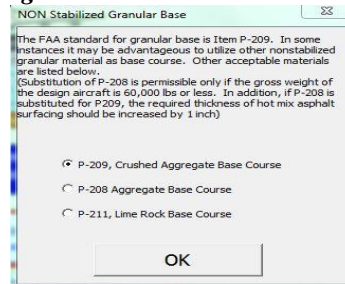 NON Stabilized Granular Base
The FAA standard for granular base is Item P-209. In some
instances it may be advantageous to utilize other nonstabilized
granular material as base course. Other acceptable materials
are listed below.
(Substitution of P-208 is permissible only if the gross weight of
the design aircraft is 60,000 lbs or less. In addition, if P-208 is
substituted for P209, the required thickness of hot mix asphalt
surfacing should be increased by 1 inch)
P-209, Crushed Aggregate Base Course
P-208 Aggregate Base Course
P-211, Lime Rock Base Course
OK